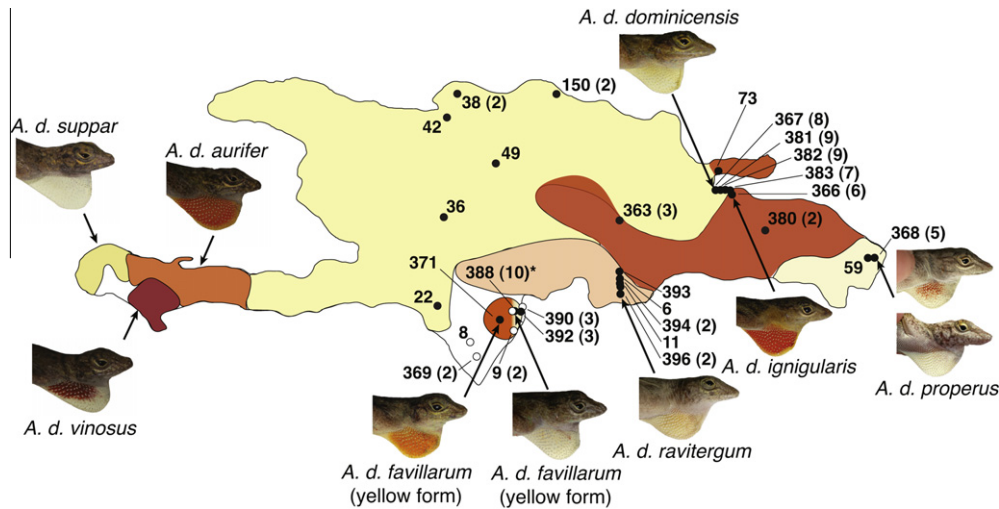 A. d. dominicensis
150 (2)
38 (2)
73
42
367 (8)
381 (9)
A. d. suppar
382 (9)
A. d. aurifer
49
383 (7)
366 (6)
36
363 (3)
380 (2)
368 (5)
371
388 (10)*
59
393
22
6
390 (3)
394 (2)
8
392 (3)
11
396 (2)
369 (2)
9 (2)
A. d. ignigularis
A. d. properus
A. d. vinosus
A. d. ravitergum
A. d. favillarum
(yellow form)
A. d. favillarum
(yellow form)